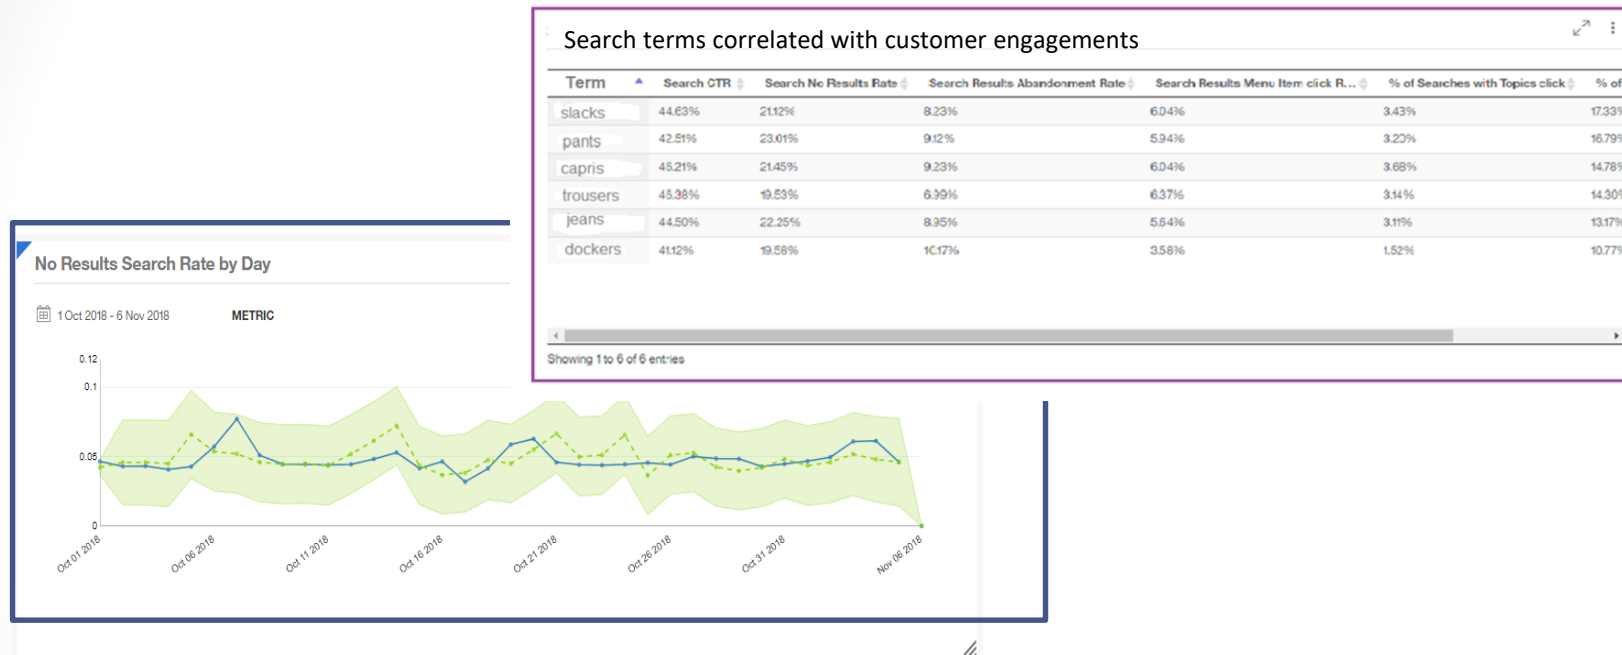 Search terms correlated with customer engagements
Term Search CTR Search No Results Rate Search Results Abandonment Rate Search Results Menu Item click R... % of Searches with Topics click % of
slacks 44.63% 21.12% 8.23% 6.04% 3.43% 17.33%
pants 42.51% 23.01% 9.12% 5.94% 3.23% 16.79%
capris 21.45% 9.23% 6.04% 3.68% 14.78%
trousers 19.53% 6.99% 6.37% 3.14% 14.30%
jeans 44.50% 22.25% 8.95% 5.64% 3.11% 13.17%
dockers 41.12% 19.58% 10.17% 3.58% 1.52% 10.77%
Showing 1 to 6 of 6 entries
No Results Search Rate by Day
1 Oct 2018 - 6 Nov 2018 METRIC
0.12
0.1
0.05
0
Oct 01 2018 Oct 06 2018 Oct 11 2018 Oct 16 2018 Oct 21 2018 Oct 26 2018 Oct 31 2018 Nov 06 2018